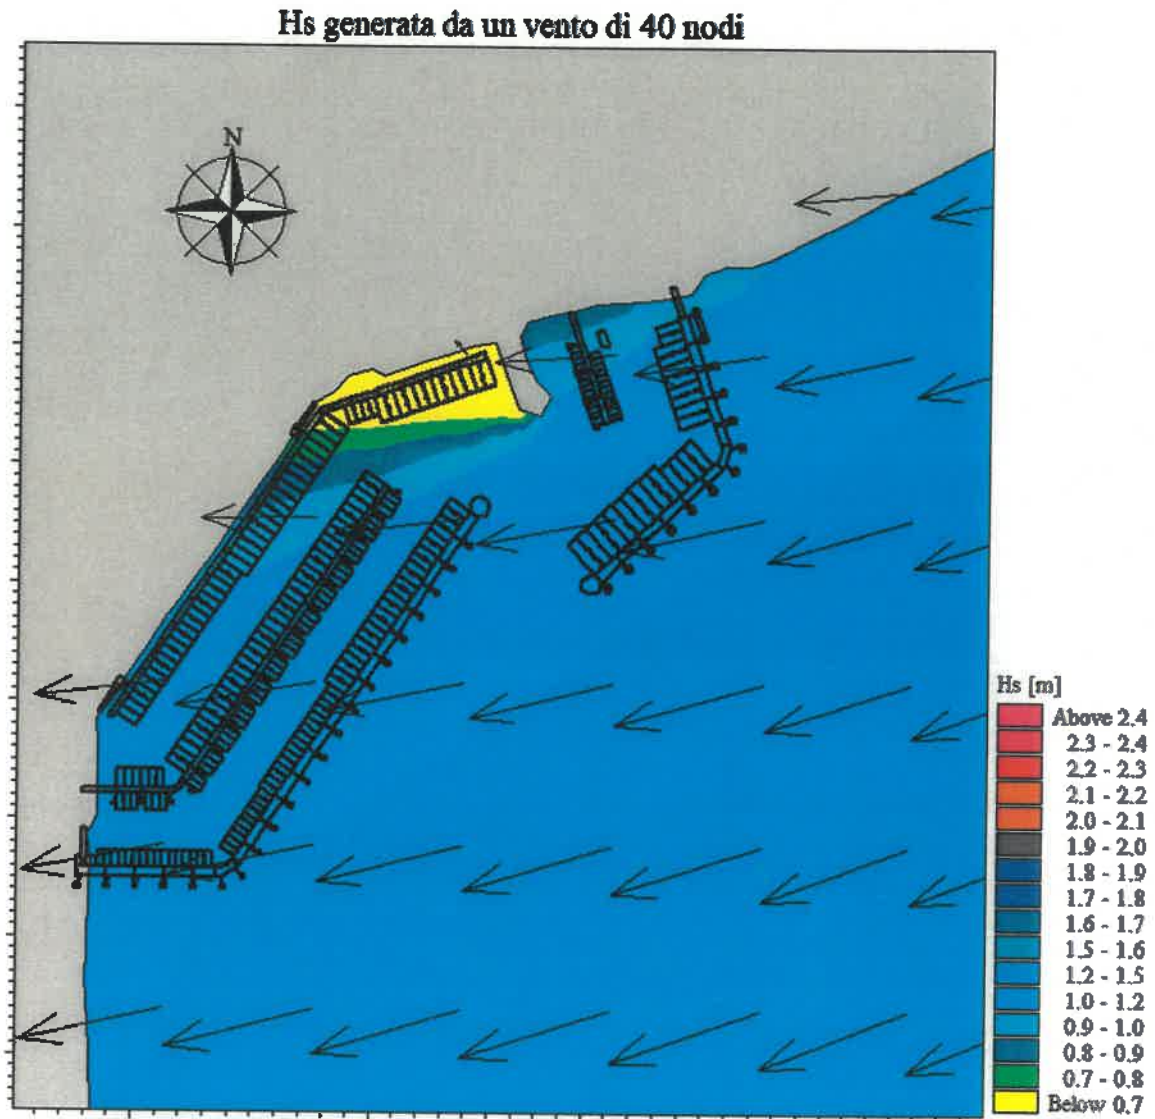 Hs generata da un vento di 40 nodi
N
Hs [m]
Above 2.4
2.3 - 2.4
2.2 - 2.3
2.1 - 2.2
2.0 - 2.1
1.9 - 2.0
1.8 - 1.9
1.7 - 1.8
1.6 - 1.7
1.5 - 1.6
1.2 - 1.5
1.0 - 1.2
0.9 - 1.0
0.8 - 0.9
0.7 - 0.8
Below 0.7